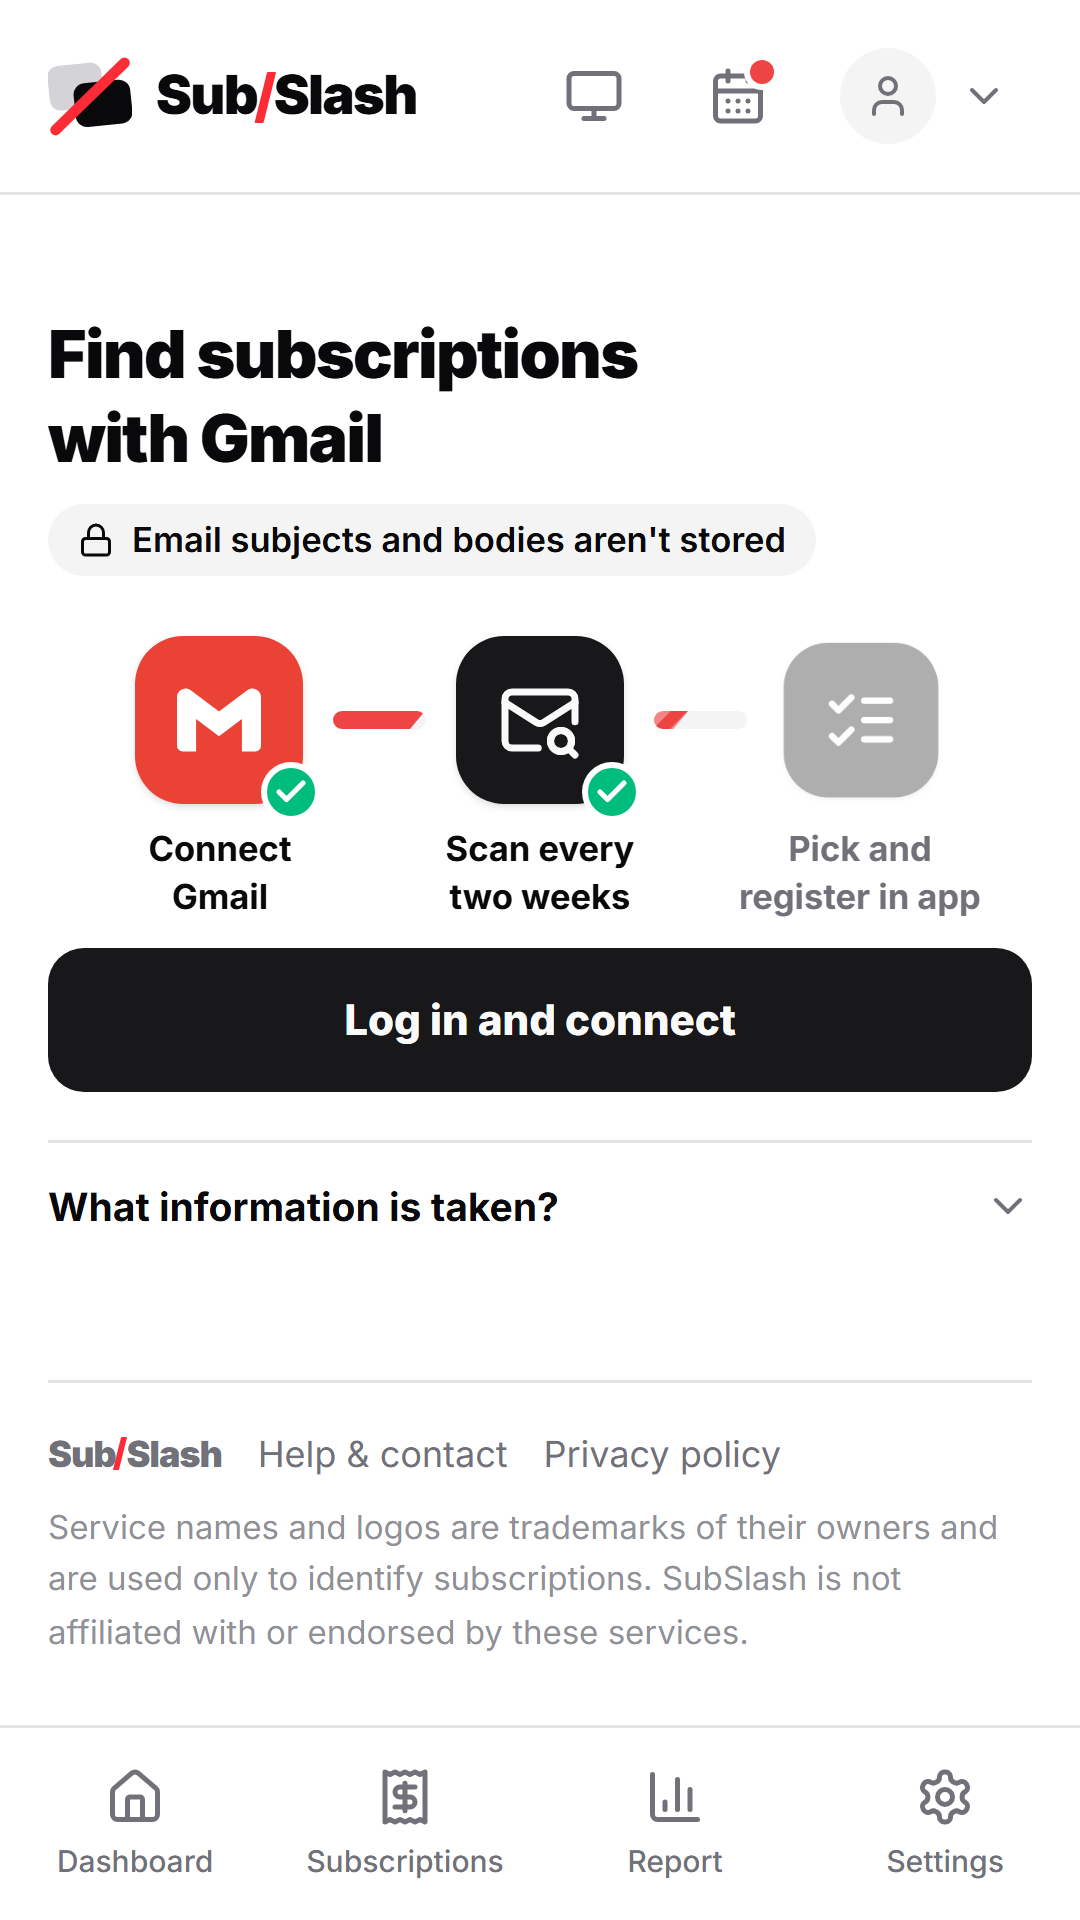 Sub/Slash
Find subscriptions
with Gmail
Email subjects and bodies aren't stored
Connect
Gmail
Scan every
two weeks
Pick and
register in app
Log in and connect
What information is taken?
Sub/Slash Help & contact Privacy policy
Service names and logos are trademarks of their owners and
are used only to identify subscriptions. SubSlash is not
affiliated with or endorsed by these services.
Dashboard Subscriptions Report Settings